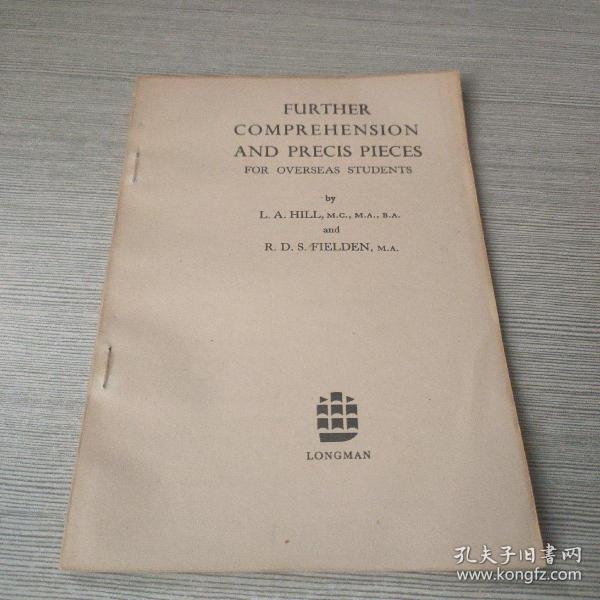 FURTHER
COMPREHENSION
AND PRECIS PIECES
FOR OVERSEAS STUDENTS
by
L. A. HILL, M.C., M.A., B.A.
and
R. D. S. FIELDEN, M.A.
LONGMAN
孔夫子旧書网
www.kongfz.com